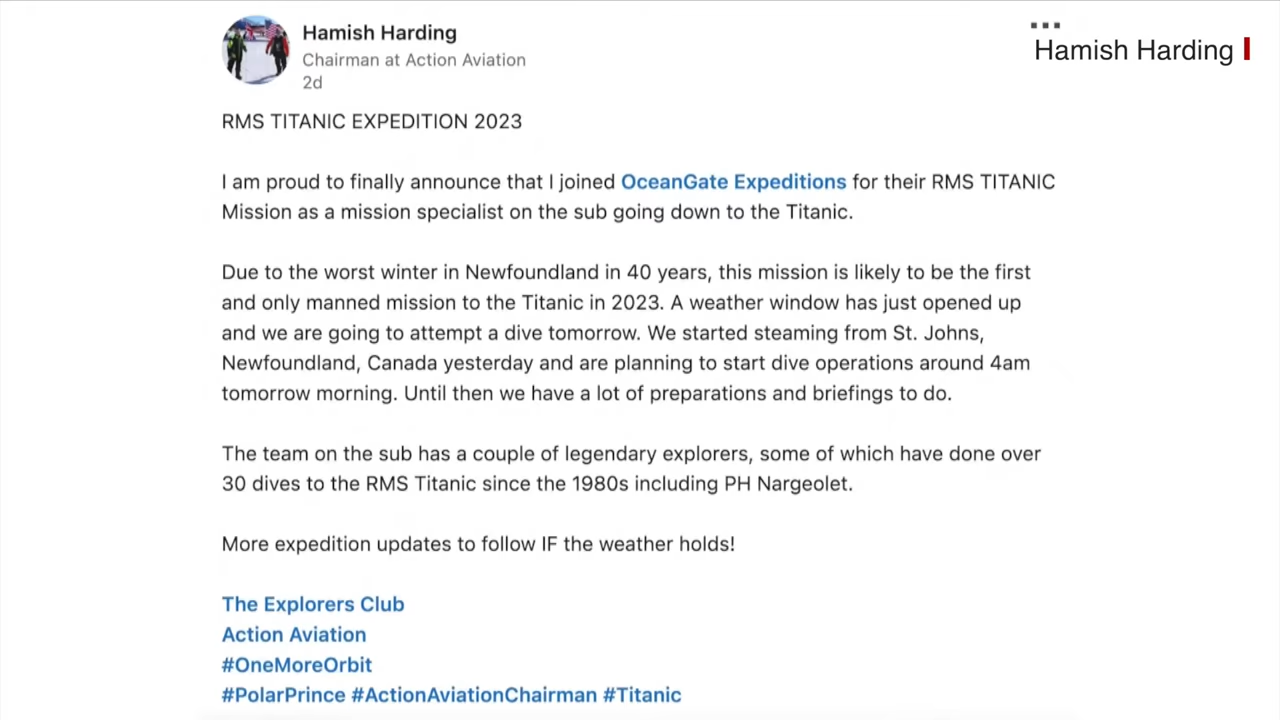 Hamish Harding
Chairman at Action Aviation
2d
Hamish Harding
RMS TITANIC EXPEDITION 2023
I am proud to finally announce that I joined OceanGate Expeditions for their RMS TITANIC
Mission as a mission specialist on the sub going down to the Titanic.
Due to the worst winter in Newfoundland in 40 years, this mission is likely to be the first
and only manned mission to the Titanic in 2023. A weather window has just opened up
and we are going to attempt a dive tomorrow. We started steaming from St. Johns,
Newfoundland, Canada yesterday and are planning to start dive operations around 4am
tomorrow morning. Until then we have a lot of preparations and briefings to do.
The team on the sub has a couple of legendary explorers, some of which have done over
30 dives to the RMS Titanic since the 1980s including PH Nargeolet.
More expedition updates to follow IF the weather holds!
The Explorers Club
Action Aviation
#OneMoreOrbit
#PolarPrince #ActionAviationChairman #Titanic